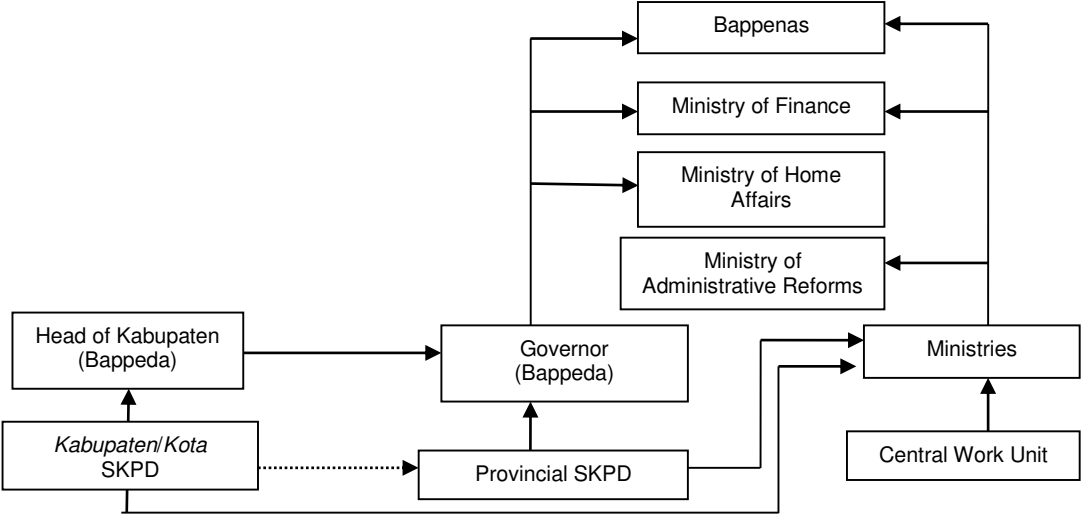 Bappenas
Ministry of Finance
Ministry of Home
Affairs
Ministry of
Administrative Reforms
Head of Kabupaten
(Bappeda)
Governor
(Bappeda)
Ministries
Kabupaten/Kota
SKPD
Provincial SKPD
Central Work Unit